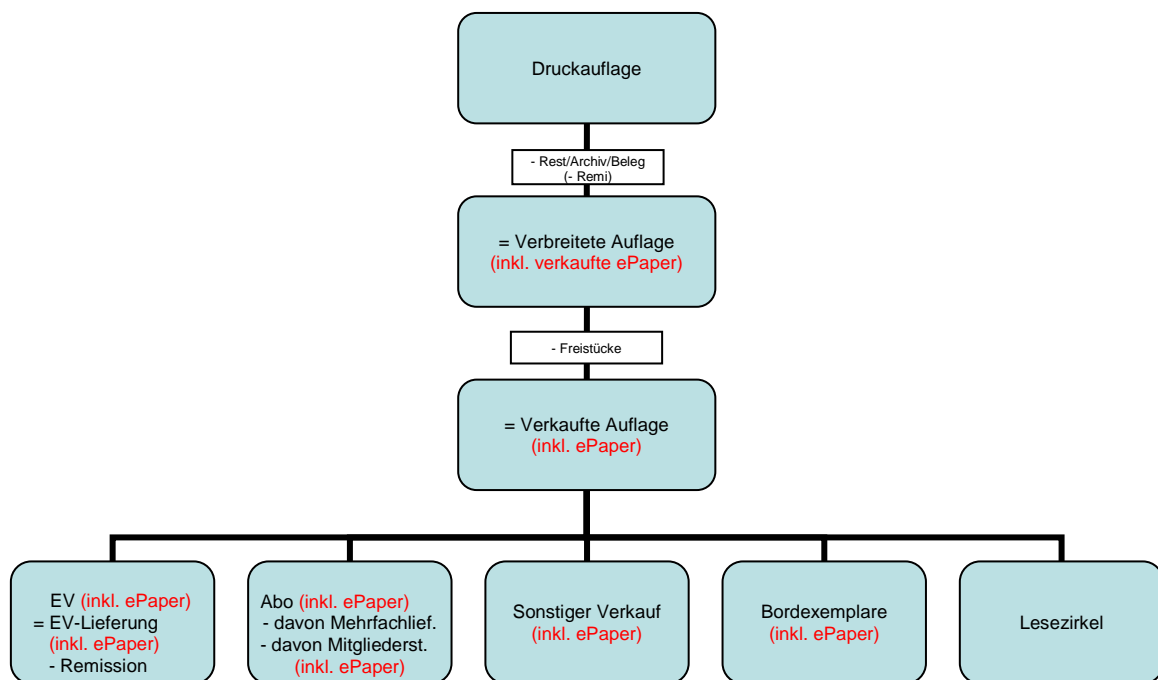 Druckauflage
- Rest/Archiv/Beleg
(- Remi)
= Verbreitete Auflage
(inkl. verkaufte ePaper)
- Freistücke
= Verkaufte Auflage
(inkl. ePaper)
EV (inkl. ePaper)
= EV-Lieferung
(inkl. ePaper)
- Remission
Abo (inkl. ePaper)
- davon Mehrfachlief.
- davon Mitgliederst.
(inkl. ePaper)
Sonstiger Verkauf
(inkl. ePaper)
Bordexemplare
(inkl. ePaper)
Lesezirkel